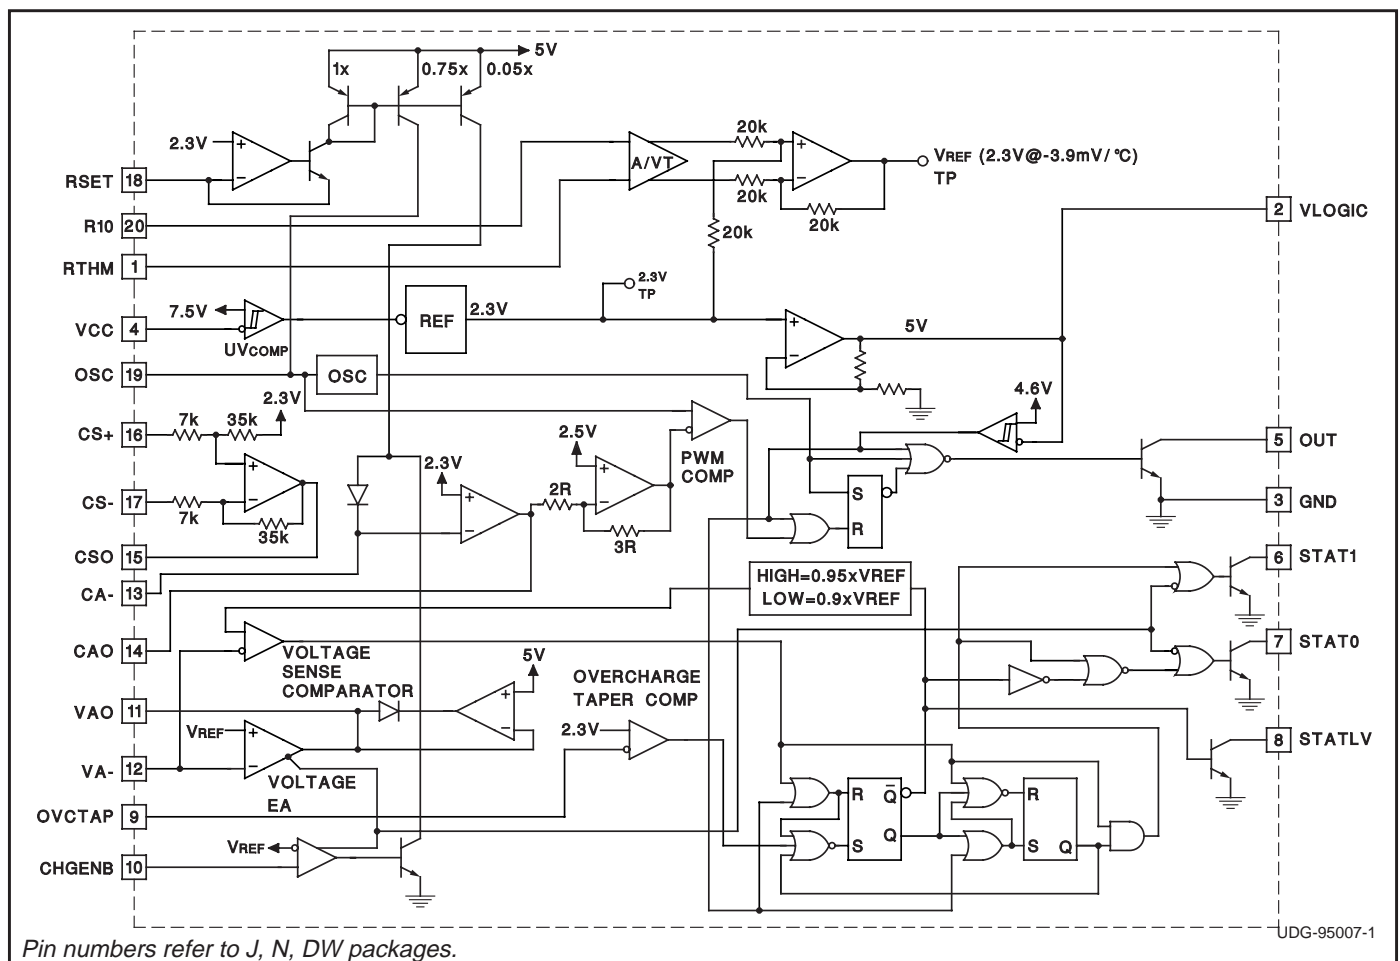 5V
1x
0.75x
0.05x
2.3V
RSET 18
R10 20
RTHM 1
A/VT
20k
20k
20k
20k
VREF (2.3V@-3.9mV/°C)
TP
2 VLOGIC
7.5V
VCC 4
UVCOMP
REF
2.3V
2.3V
TP
5V
OSC 19
OSC
2.3V
4.6V
7k
35k
CS+ 16
CS- 17
7k
35k
CSO 15
CA- 13
CAO 14
2.3V
2.5V
2R
3R
PWM
COMP
S
R
5 OUT
3 GND
6 STAT1
7 STAT0
8 STATLV
HIGH=0.95xVREF
LOW=0.9xVREF
VOLTAGE
SENSE
COMPARATOR
5V
OVERCHARGE
TAPER COMP
2.3V
VAO 11
VREF
VA- 12
VOLTAGE
EA
OVCTAP 9
VREF
CHGENB 10
R
Q̅
Q
S
R
S
Q
UDG-95007-1
Pin numbers refer to J, N, DW packages.